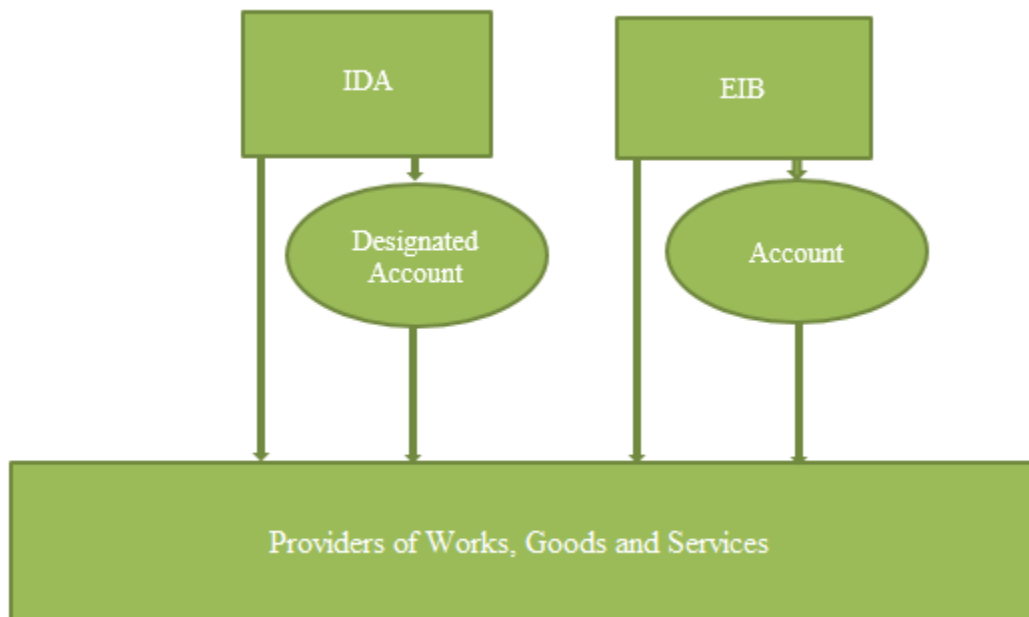 IDA
EIB
Designated
Account
Account
Providers of Works, Goods and Services